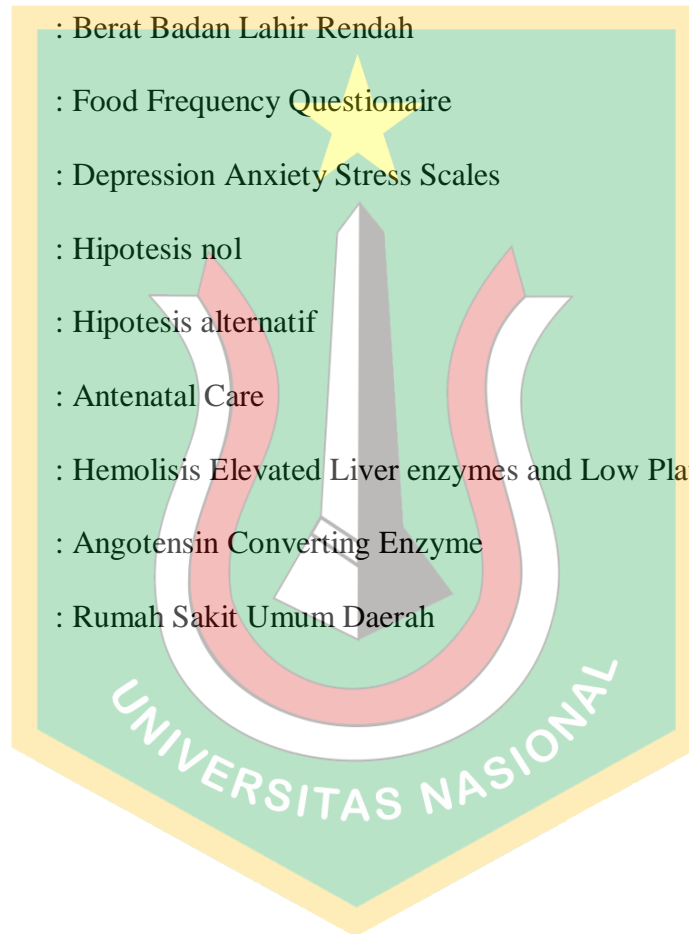 : Berat Badan Lahir Rendah
: Food Frequency Questionaire
: Depression Anxiety Stress Scales
: Hipotesis nol
: Hipotesis alternatif
: Antenatal Care
: Hemolisis Elevated Liver enzymes and Low Pla
: Angotensin Converting Enzyme
: Rumah Sakit Umum Daerah
UNIVERSITAS NASIONAL